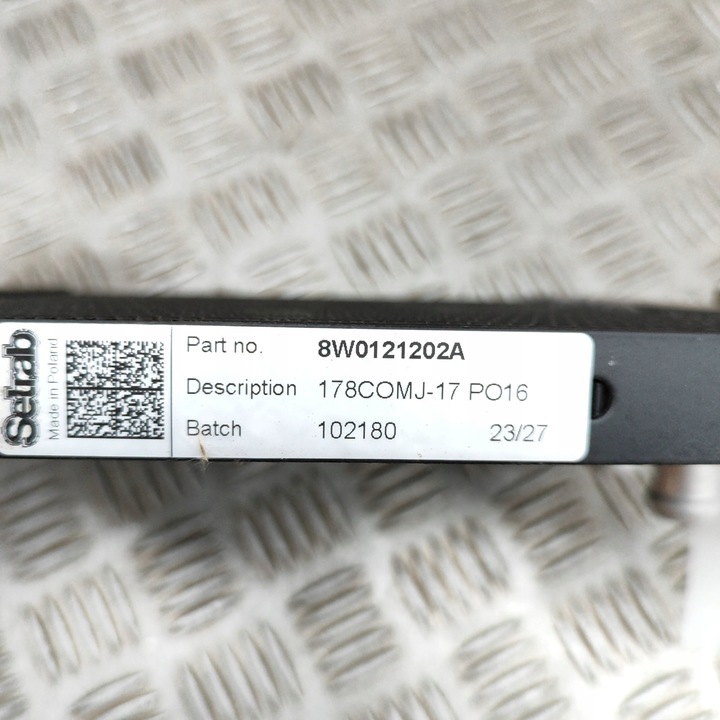 Setrab
Made in Poland
Part no. 8W0121202A
Description 178COMJ-17 PO16
Batch 102180 23/27